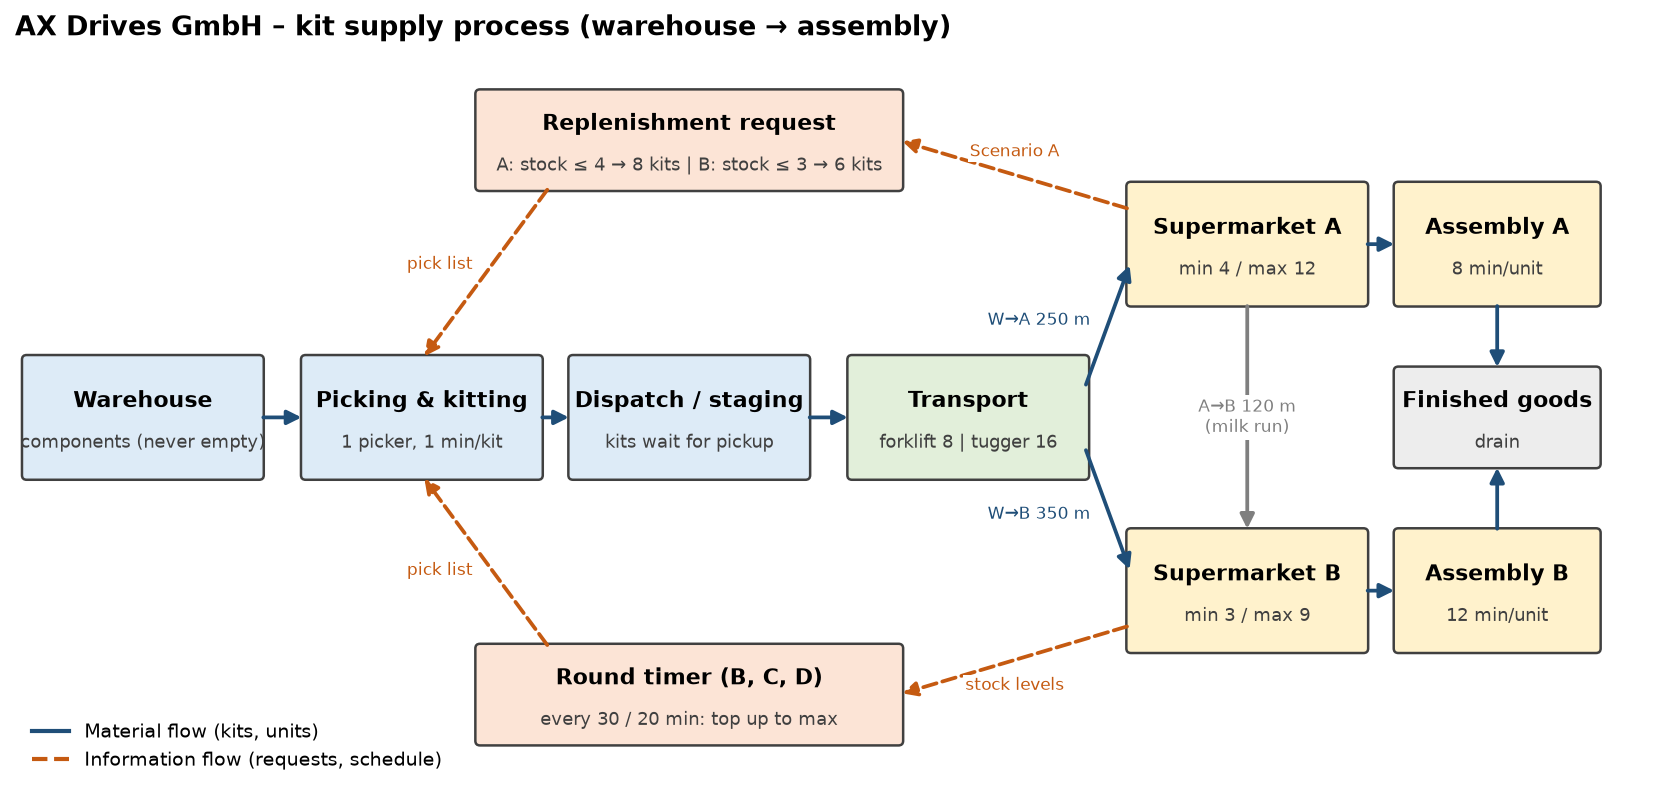 AX Drives GmbH – kit supply process (warehouse → assembly)
Replenishment request
A: stock ≤ 4 → 8 kits | B: stock ≤ 3 → 6 kits
Scenario A
Supermarket A
min 4 / max 12
Assembly A
8 min/unit
pick list
W→A 250 m
Warehouse
components (never empty)
Picking & kitting
1 picker, 1 min/kit
Dispatch / staging
kits wait for pickup
Transport
forklift 8 | tugger 16
A→B 120 m
(milk run)
Finished goods
drain
W→B 350 m
pick list
Supermarket B
min 3 / max 9
Assembly B
12 min/unit
Round timer (B, C, D)
every 30 / 20 min: top up to max
stock levels
Material flow (kits, units)
Information flow (requests, schedule)